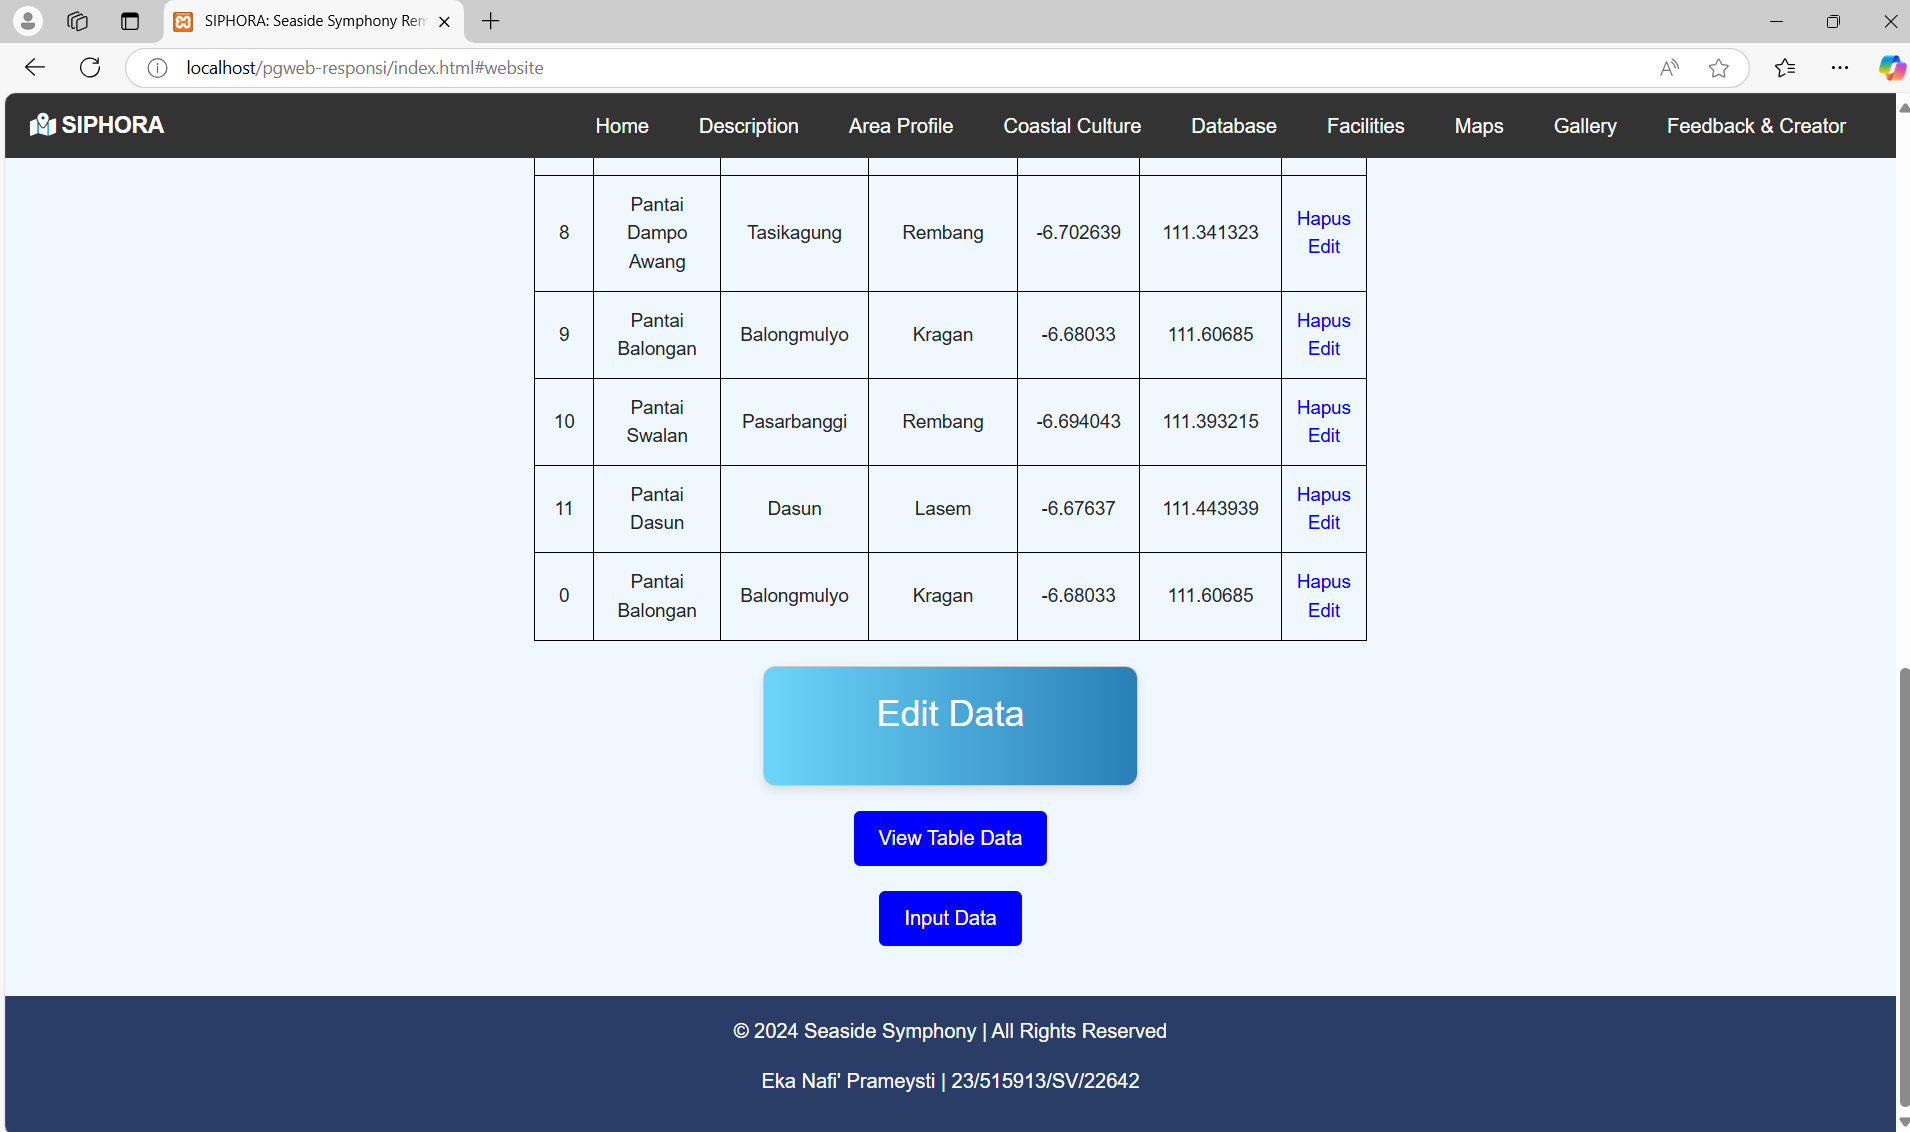 SIPHORA: Seaside Symphony Rem
localhost/pgweb-responsi/index.html#website
SIPHORA
Home Description Area Profile Coastal Culture Database Facilities Maps Gallery Feedback & Creator
8 Pantai Dampo Awang Tasikagung Rembang -6.702639 111.341323 Hapus Edit
9 Pantai Balongan Balongmulyo Kragan -6.68033 111.60685 Hapus Edit
10 Pantai Swalan Pasarbanggi Rembang -6.694043 111.393215 Hapus Edit
11 Pantai Dasun Dasun Lasem -6.67637 111.443939 Hapus Edit
0 Pantai Balongan Balongmulyo Kragan -6.68033 111.60685 Hapus Edit
Edit Data
View Table Data
Input Data
© 2024 Seaside Symphony | All Rights Reserved
Eka Nafi' Prameysti | 23/515913/SV/22642